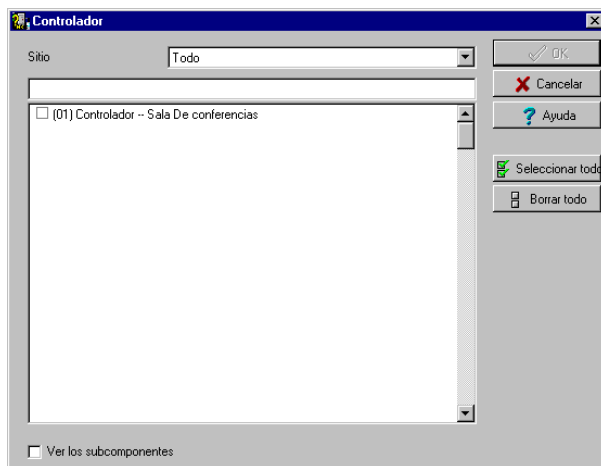 Controlador
Sitio
Todo
OK
Cancelar
(01) Controlador -- Sala De conferencias
Ayuda
Seleccionar todo
Borrar todo
Ver los subcomponentes